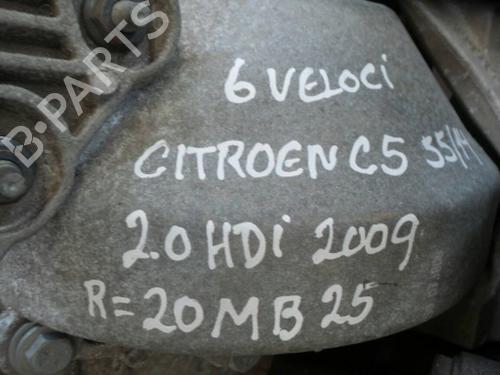 B-PARTS
6 VELOCI
CITROEN C5 55/14
2.0 HDi 2009
R=20MB25